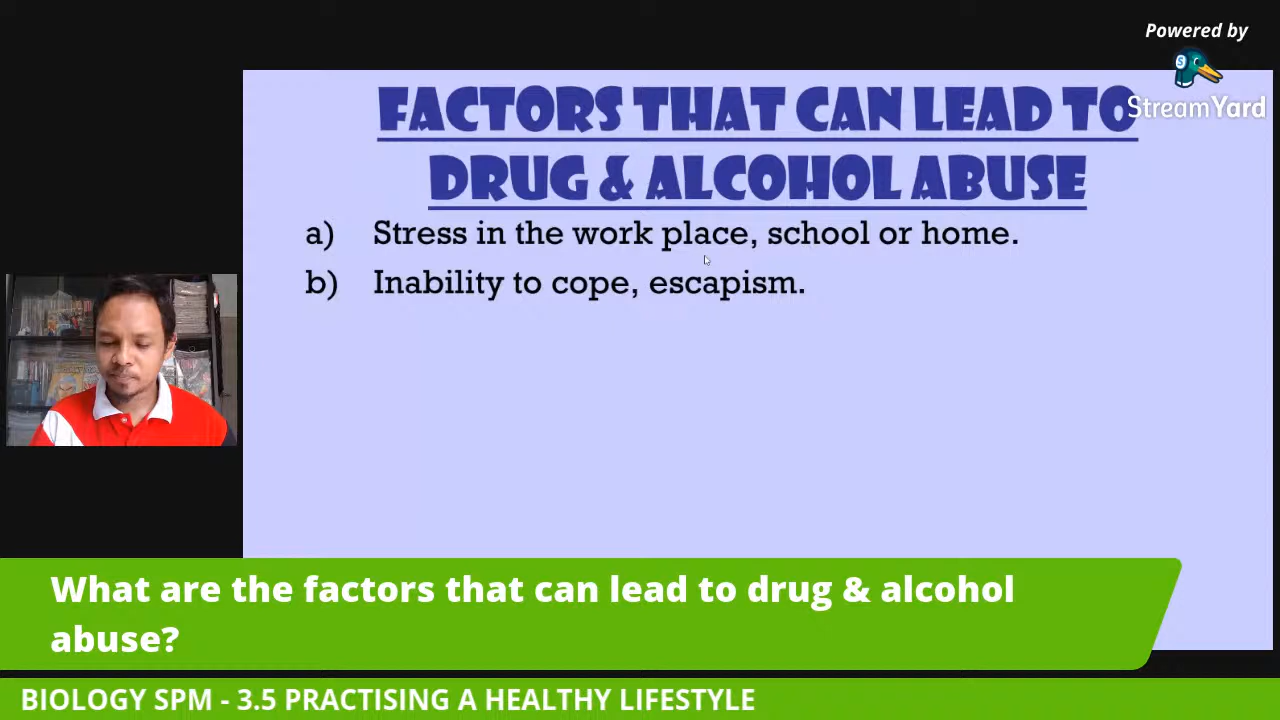 Powered by
StreamYard
FACTORS THAT CAN LEAD TO
DRUG & ALCOHOL ABUSE
a) Stress in the work place, school or home.
b) Inability to cope, escapism.
What are the factors that can lead to drug & alcohol
abuse?
BIOLOGY SPM - 3.5 PRACTISING A HEALTHY LIFESTYLE